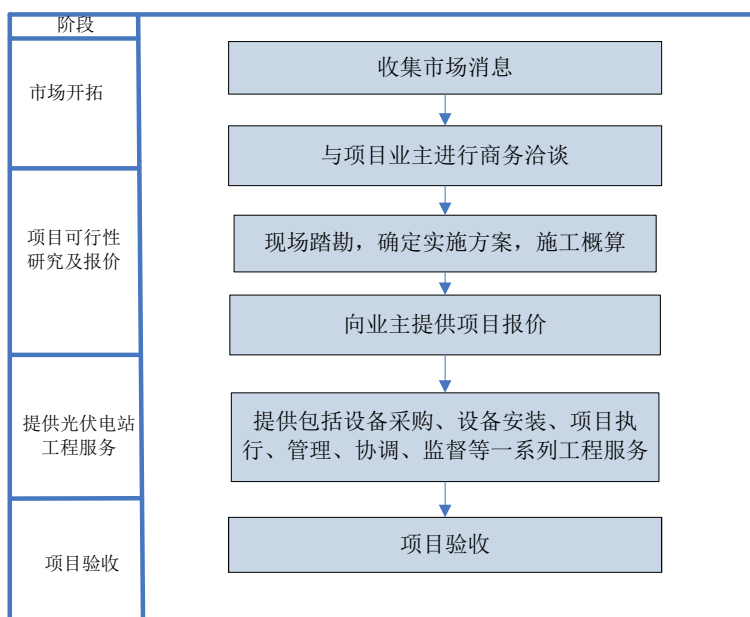 阶段
市场开拓
收集市场消息
与项目业主进行商务洽谈
项目可行性
研究及报价
现场踏勘，确定实施方案，施工概算
向业主提供项目报价
提供光伏电站
工程服务
提供包括设备采购、设备安装、项目执
行、管理、协调、监督等一系列工程服务
项目验收
项目验收